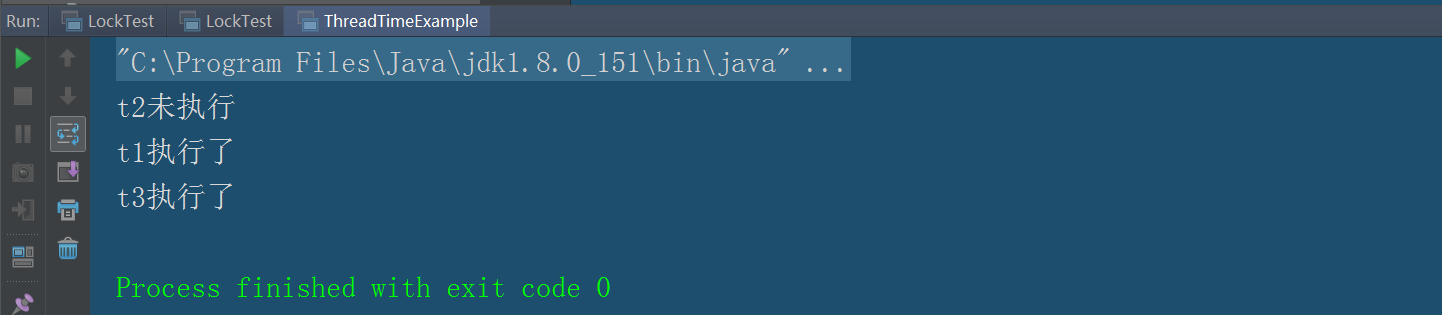 Run: LockTest LockTest ThreadTimeExample
"C:\Program Files\Java\jdk1.8.0_151\bin\java" ...
t2未执行
t1执行了
t3执行了
Process finished with exit code 0